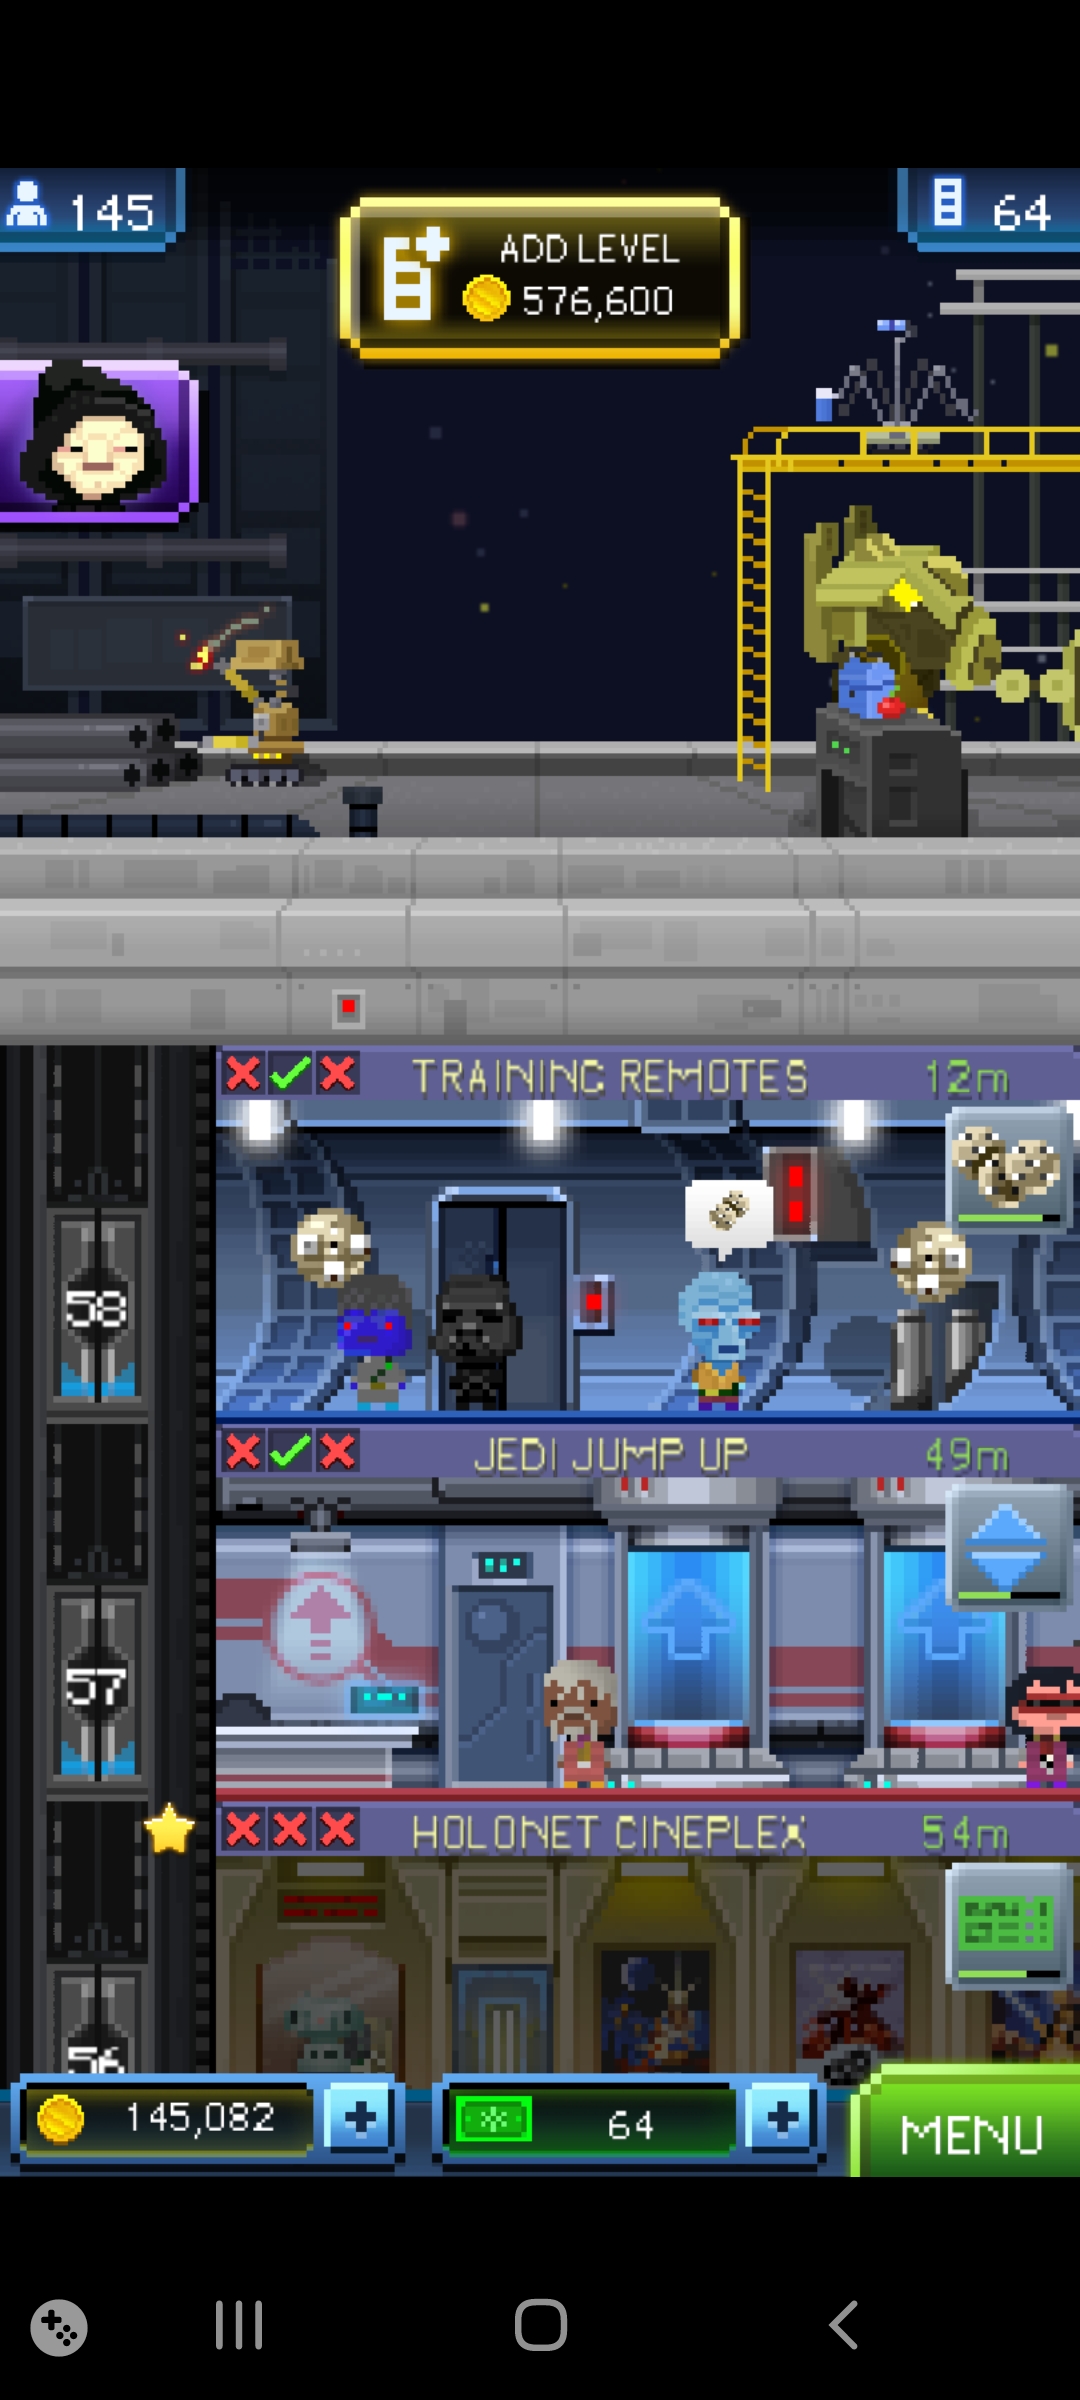 145
ADD LEVEL
576,600
64
TRAINING REMOTES 12m
58
JEDI JUMP UP 49m
57
HOLONET CINEPLEX 54m
56
145,082
64
MENU